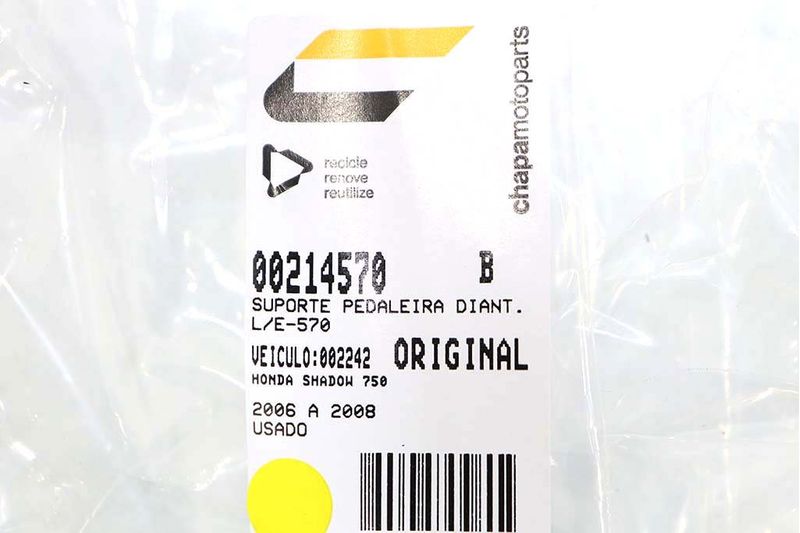 chapamotoparts
recicle
renove
reutilize
00214570 B
SUPORTE PEDALEIRA DIANT.
L/E-570
VEICULO:002242 ORIGINAL
HONDA SHADOW 750
2006 A 2008
USADO